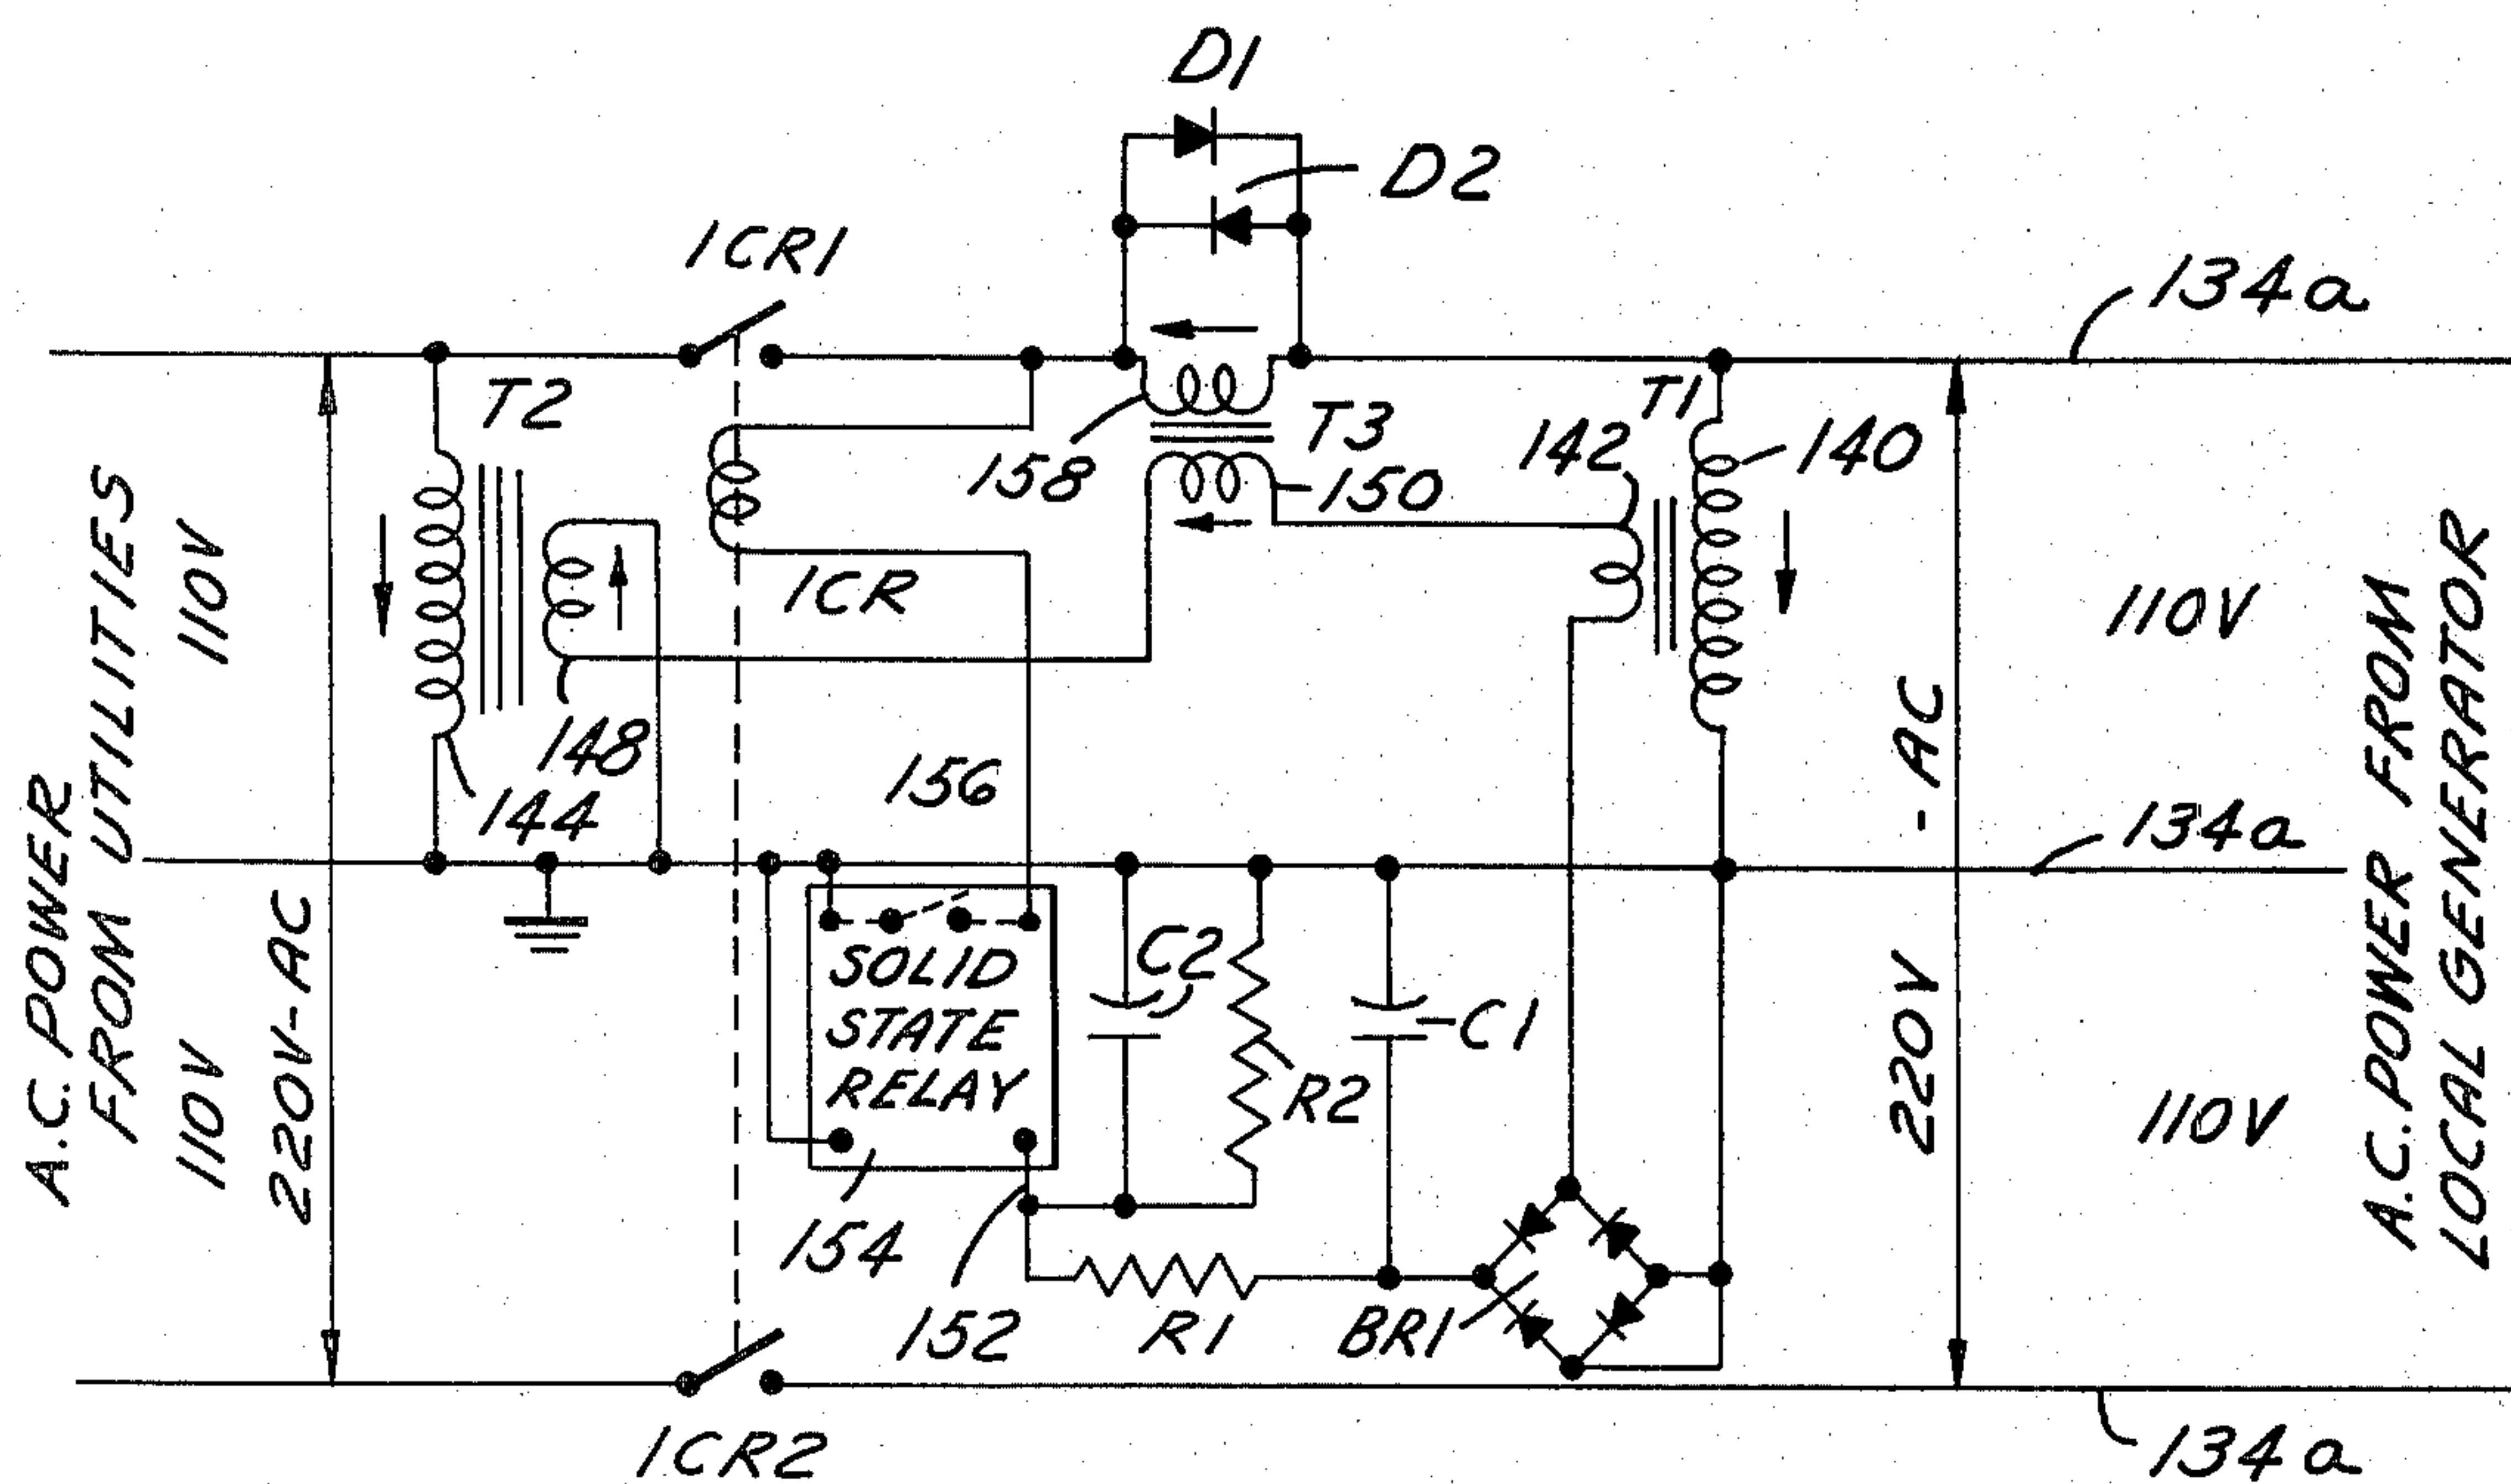 D1
D2
1CR1
134a
T2
T3
T1
142
140
158
150
A.C. POWER
FROM UTILITIES
110V
1CR
110V
A.C. POWER FROM
LOCAL GENERATOR
148
144
156
134a
220V-AC
110V
SOLID
STATE
RELAY
C2
R2
C1
220V - AC
110V
154
152
R1
BR1
1CR2
134a